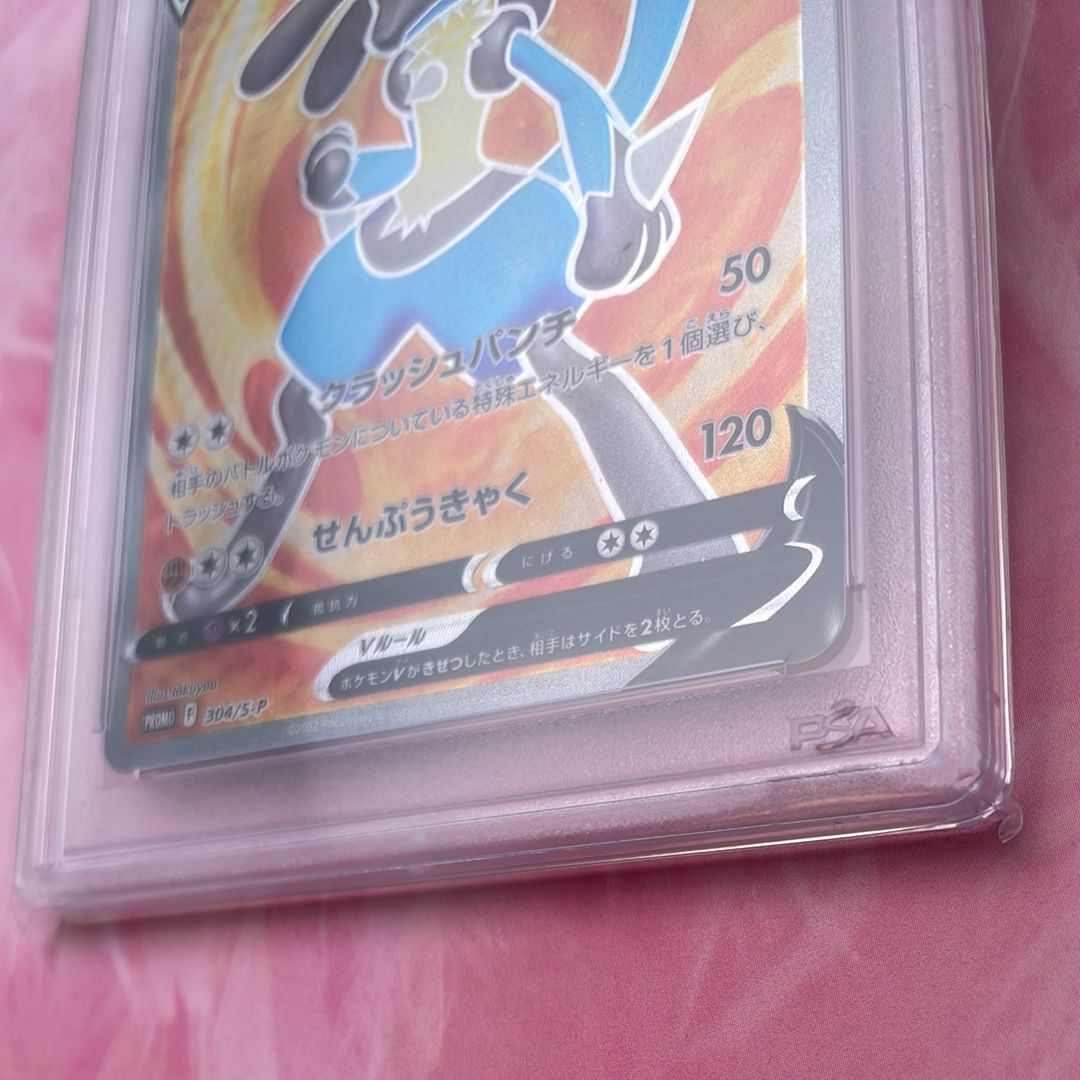 クラッシュパンチ 50
相手のバトルポケモンについている特殊エネルギーを1個選び、
トラッシュする。
せんぷうきゃく 120
×2 抵抗力 にげる
Vルール
ポケモンVがきぜつしたとき、相手はサイドを2枚とる。
PROMO F 304/S-P
PSA